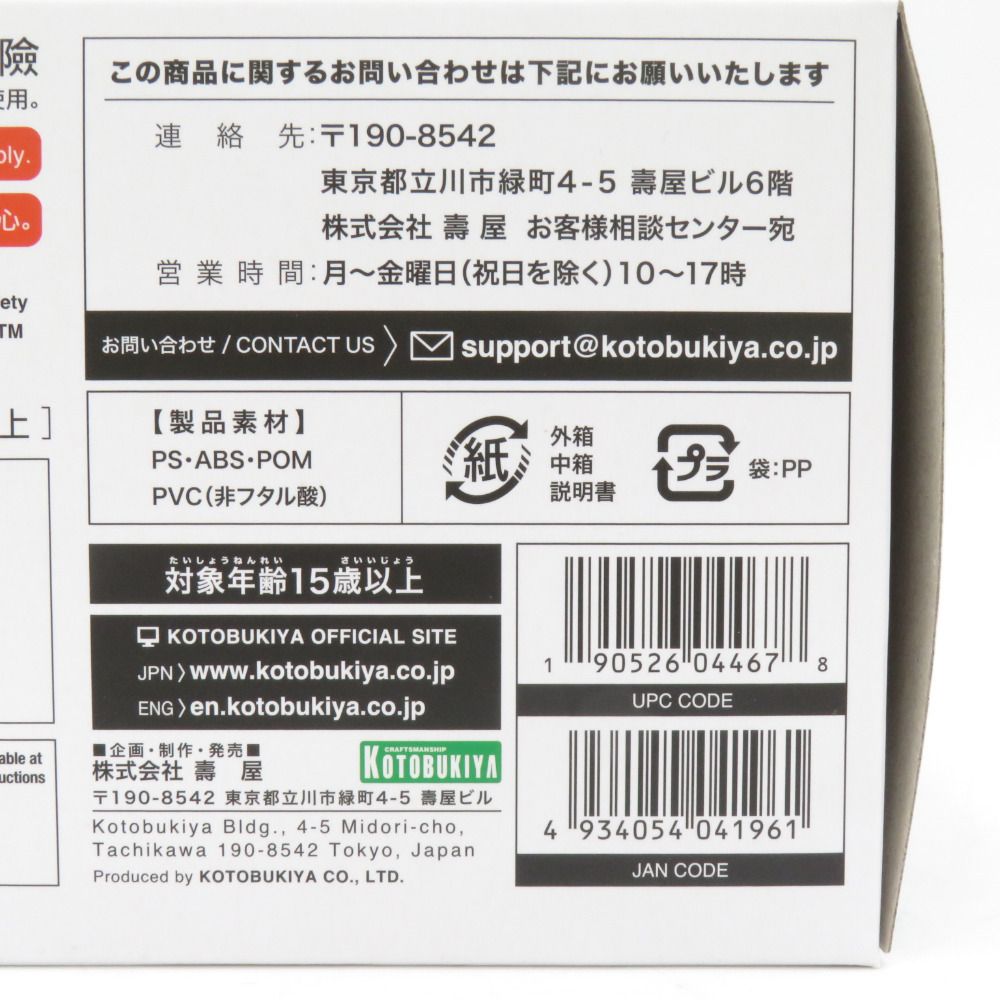 險
使用。
ply.
心。
ety
TM
上］
able at
uctions
この商品に関するお問い合わせは下記にお願いいたします
連絡先:〒190-8542
東京都立川市緑町4-5 壽屋ビル6階
株式会社 壽屋 お客様相談センター宛
営業時間:月～金曜日(祝日を除く)10～17時
お問い合わせ / CONTACT US 〉 support@kotobukiya.co.jp
【製品素材】
PS・ABS・POM
PVC(非フタル酸)
紙
外箱
中箱
説明書
プラ
袋:PP
たいしょうねんれい さいいじょう
対象年齢15歳以上
KOTOBUKIYA OFFICIAL SITE
JPN 〉www.kotobukiya.co.jp
ENG 〉en.kotobukiya.co.jp
■企画・制作・発売■
株式会社 壽 屋
CRAFTSMANSHIP
KOTOBUKIYA
〒190-8542 東京都立川市緑町4-5 壽屋ビル
Kotobukiya Bldg., 4-5 Midori-cho,
Tachikawa 190-8542 Tokyo, Japan
Produced by KOTOBUKIYA CO., LTD.
1 90526 04467 8
UPC CODE
4 934054 041961
JAN CODE